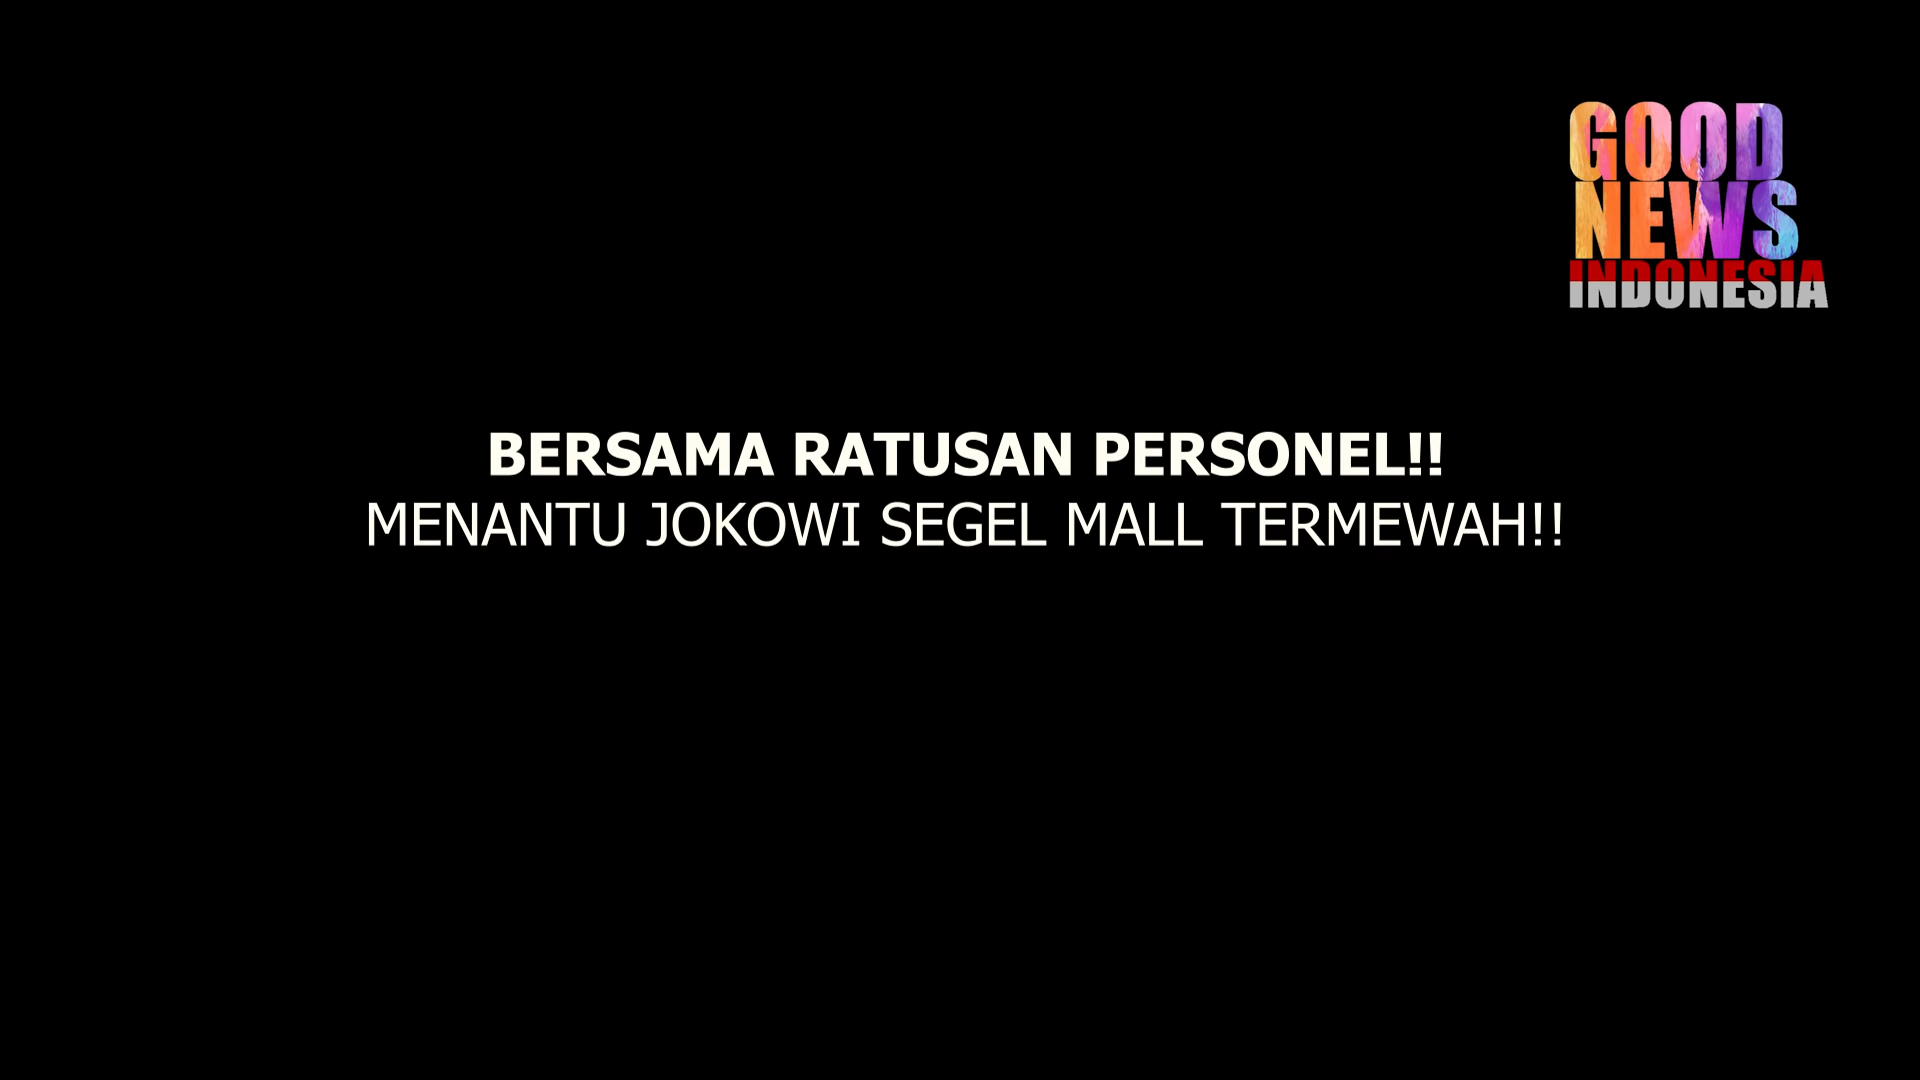 GOOD
NEWS
INDONESIA
BERSAMA RATUSAN PERSONEL!!
MENANTU JOKOWI SEGEL MALL TERMEWAH!!